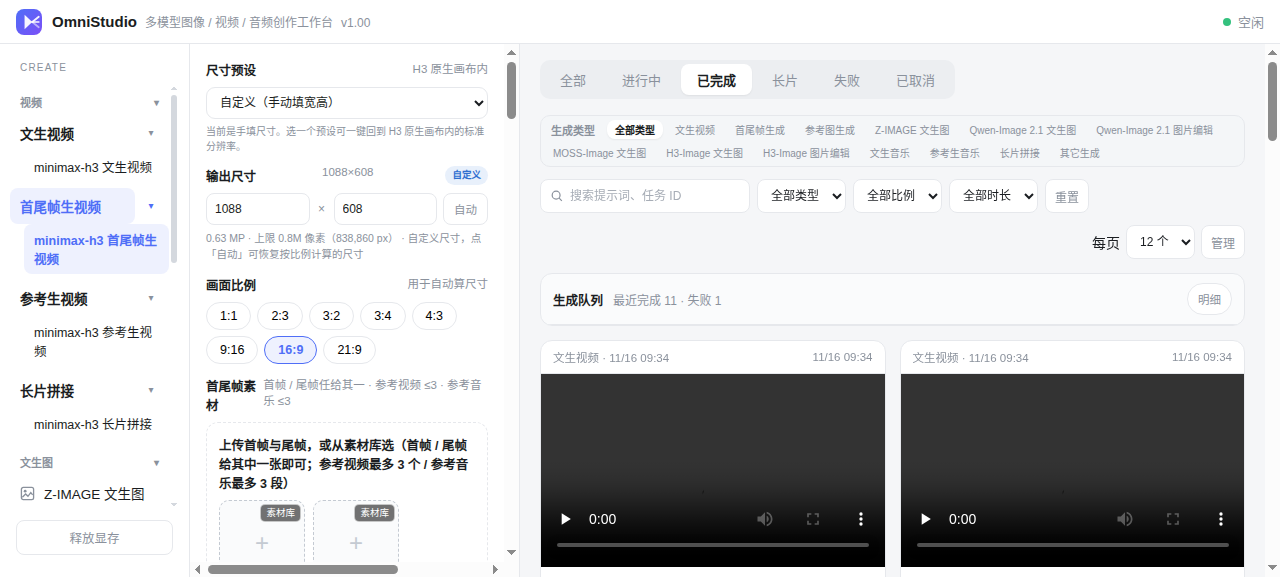 OmniStudio 多模型图像 / 视频 / 音频创作工作台 v1.00
空闲
CREATE
视频
文生视频
minimax-h3 文生视频
首尾帧生视频
minimax-h3 首尾帧生
视频
参考生视频
minimax-h3 参考生视
频
长片拼接
minimax-h3 长片拼接
文生图
Z-IMAGE 文生图
释放显存
尺寸预设 H3 原生画布内
自定义（手动填宽高）
当前是手填尺寸。选一个预设可一键回到 H3 原生画布内的标准
分辨率。
输出尺寸 1088×608 自定义
1088 × 608 自动
0.63 MP · 上限 0.8M 像素（838,860 px） · 自定义尺寸，点
「自动」可恢复按比例计算的尺寸
画面比例 用于自动算尺寸
1:1 2:3 3:2 3:4 4:3
9:16 16:9 21:9
首尾帧素 首帧 / 尾帧任给其一 · 参考视频 ≤3 · 参考音
材 乐 ≤3
上传首帧与尾帧，或从素材库选（首帧 / 尾帧
给其中一张即可；参考视频最多 3 个 / 参考音
乐最多 3 段）
素材库 素材库
全部 进行中 已完成 长片 失败 已取消
生成类型 全部类型 文生视频 首尾帧生成 参考图生成 Z-IMAGE 文生图 Qwen-Image 2.1 文生图 Qwen-Image 2.1 图片编辑
MOSS-Image 文生图 H3-Image 文生图 H3-Image 图片编辑 文生音乐 参考生音乐 长片拼接 其它生成
搜索提示词、任务 ID 全部类型 全部比例 全部时长 重置
每页 12 个 管理
生成队列 最近完成 11 · 失败 1 明细
文生视频 · 11/16 09:34 11/16 09:34
文生视频 · 11/16 09:34 11/16 09:34
0:00
0:00